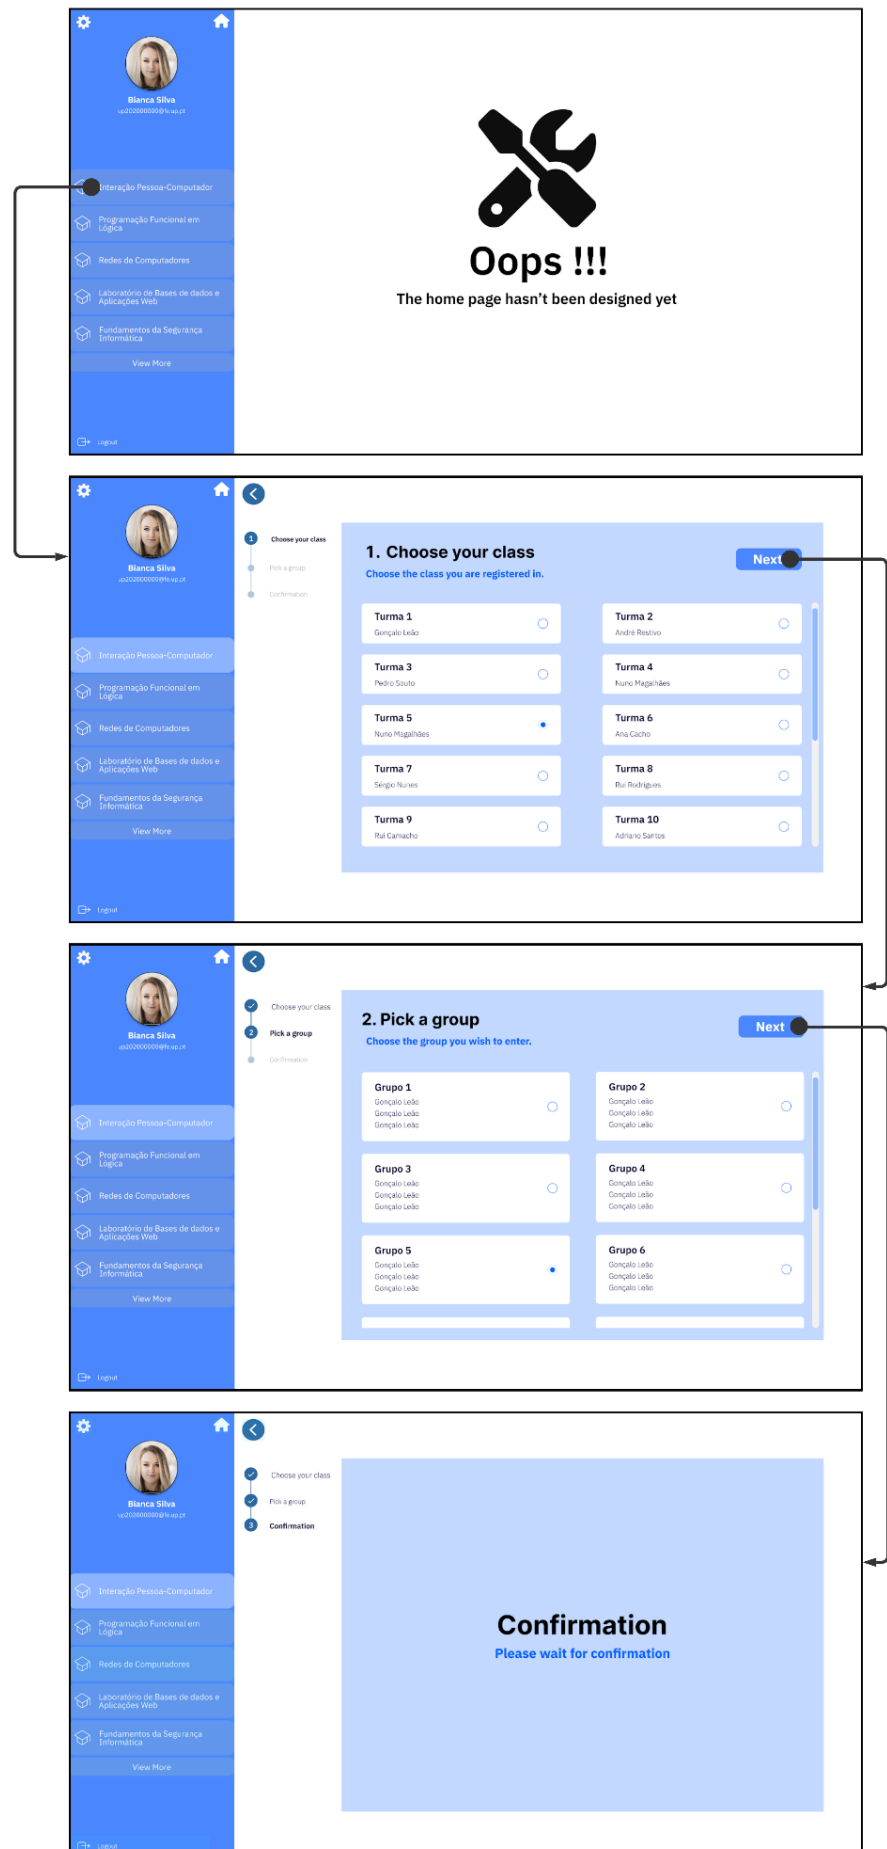 Bianca Silva
up202000000@fe.up.pt
Interação Pessoa-Computador
Programação Funcional em
Lógica
Redes de Computadores
Laboratório de Bases de dados e
Aplicações Web
Fundamentos da Segurança
Informática
View More
Logout
Oops !!!
The home page hasn't been designed yet
Bianca Silva
up202000000@fe.up.pt
Interação Pessoa-Computador
Programação Funcional em
Lógica
Redes de Computadores
Laboratório de Bases de dados e
Aplicações Web
Fundamentos da Segurança
Informática
View More
Logout
1 Choose your class
Pick a group
Confirmation
1. Choose your class
Choose the class you are registered in.
Next
Turma 1
Gonçalo Leão
Turma 2
André Restivo
Turma 3
Pedro Souto
Turma 4
Nuno Magalhães
Turma 5
Nuno Magalhães
Turma 6
Ana Cacho
Turma 7
Sérgio Nunes
Turma 8
Rui Rodrigues
Turma 9
Rui Camacho
Turma 10
Adriano Santos
Bianca Silva
up202000000@fe.up.pt
Interação Pessoa-Computador
Programação Funcional em
Lógica
Redes de Computadores
Laboratório de Bases de dados e
Aplicações Web
Fundamentos da Segurança
Informática
View More
Logout
Choose your class
2 Pick a group
Confirmation
2. Pick a group
Choose the group you wish to enter.
Next
Grupo 1
Gonçalo Leão
Gonçalo Leão
Gonçalo Leão
Grupo 2
Gonçalo Leão
Gonçalo Leão
Gonçalo Leão
Grupo 3
Gonçalo Leão
Gonçalo Leão
Gonçalo Leão
Grupo 4
Gonçalo Leão
Gonçalo Leão
Gonçalo Leão
Grupo 5
Gonçalo Leão
Gonçalo Leão
Gonçalo Leão
Grupo 6
Gonçalo Leão
Gonçalo Leão
Gonçalo Leão
Bianca Silva
up202000000@fe.up.pt
Interação Pessoa-Computador
Programação Funcional em
Lógica
Redes de Computadores
Laboratório de Bases de dados e
Aplicações Web
Fundamentos da Segurança
Informática
View More
Logout
Choose your class
Pick a group
3 Confirmation
Confirmation
Please wait for confirmation